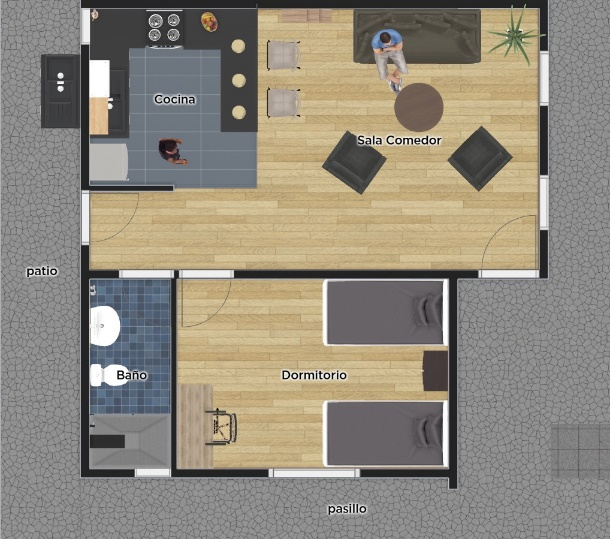 Cocina
Sala Comedor
patio
Baño
Dormitorio
pasillo